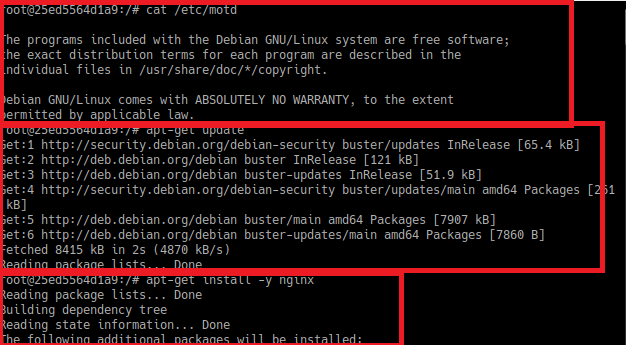 root@25ed5564d1a9:/# cat /etc/motd
The programs included with the Debian GNU/Linux system are free software;
the exact distribution terms for each program are described in the
individual files in /usr/share/doc/*/copyright.
Debian GNU/Linux comes with ABSOLUTELY NO WARRANTY, to the extent
permitted by applicable law.
root@25ed5564d1a9:/# apt-get update
Get:1 http://security.debian.org/debian-security buster/updates InRelease [65.4 kB]
Get:2 http://deb.debian.org/debian buster InRelease [121 kB]
Get:3 http://deb.debian.org/debian buster-updates InRelease [51.9 kB]
Get:4 http://security.debian.org/debian-security buster/updates/main amd64 Packages [261
kB]
Get:5 http://deb.debian.org/debian buster/main amd64 Packages [7907 kB]
Get:6 http://deb.debian.org/debian buster-updates/main amd64 Packages [7860 B]
Fetched 8415 kB in 2s (4870 kB/s)
Reading package lists... Done
root@25ed5564d1a9:/# apt-get install -y nginx
Reading package lists... Done
Building dependency tree
Reading state information... Done
The following additional packages will be installed: